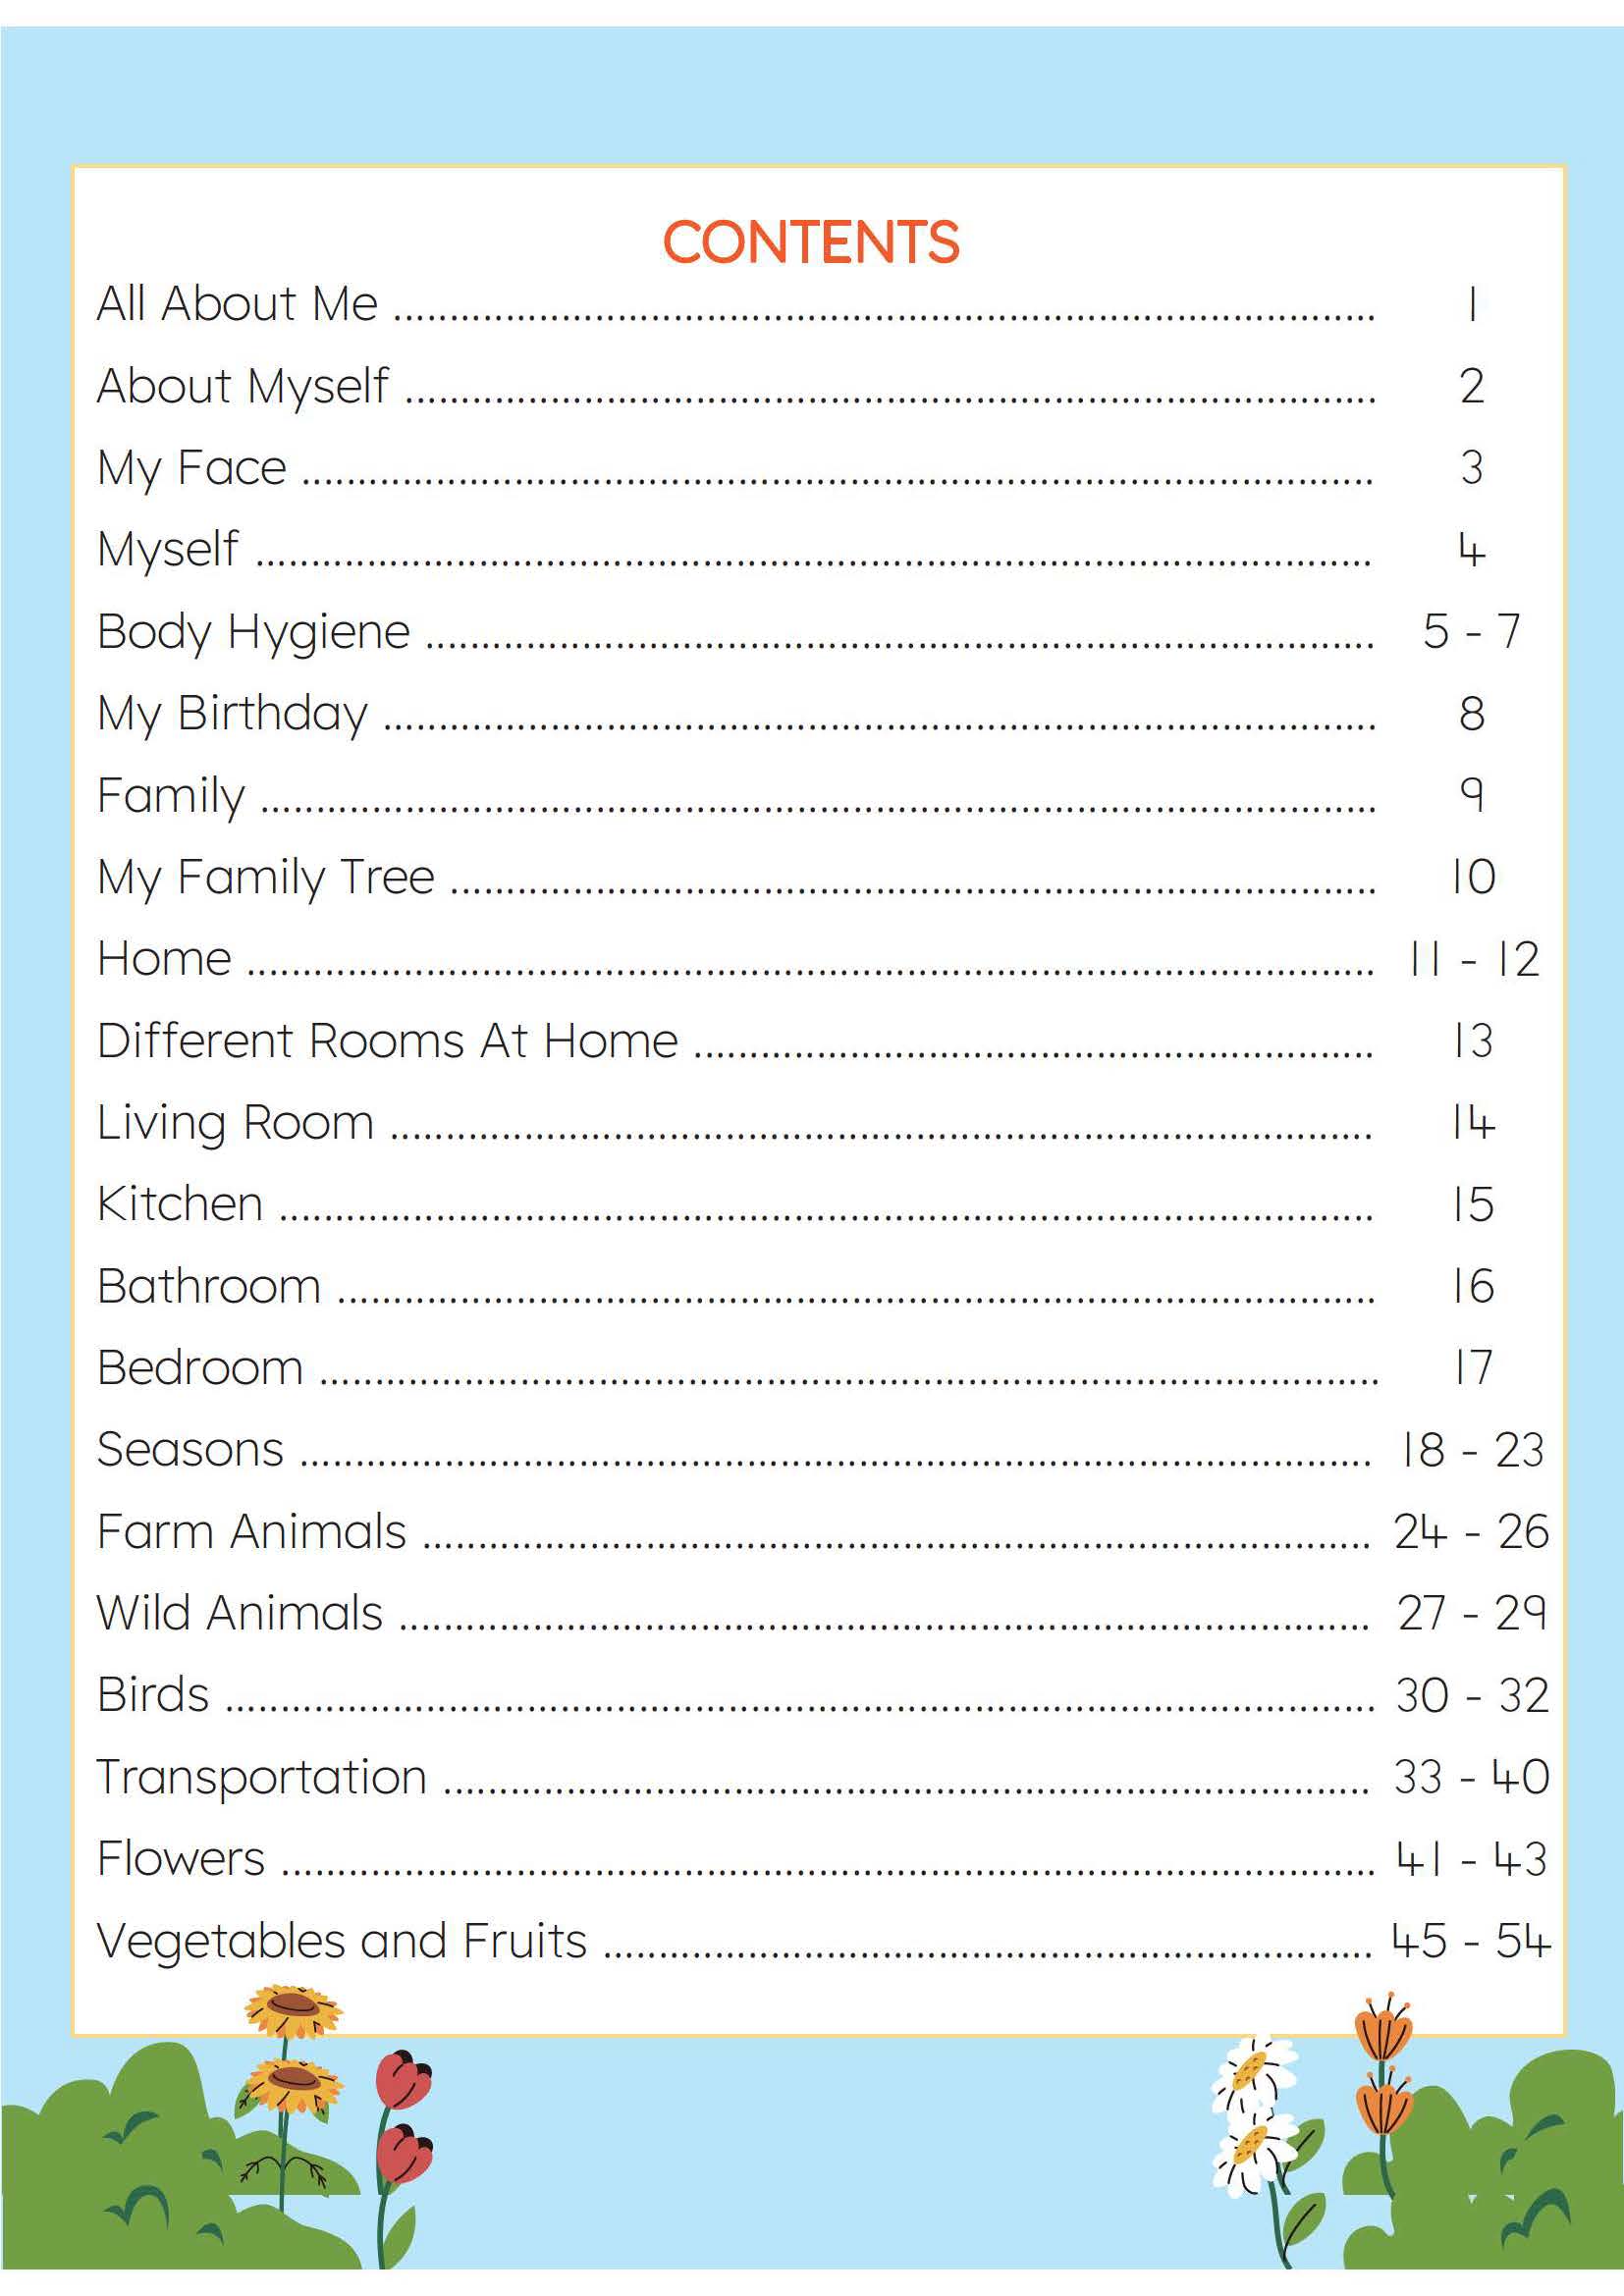 CONTENTS
All About Me ........................................................................................ 1
About Myself ....................................................................................... 2
My Face ................................................................................................ 3
Myself .................................................................................................... 4
Body Hygiene ..................................................................................... 5 - 7
My Birthday ......................................................................................... 8
Family .................................................................................................... 9
My Family Tree ................................................................................... 10
Home ..................................................................................................... 11 - 12
Different Rooms At Home ............................................................. 13
Living Room ........................................................................................ 14
Kitchen .................................................................................................. 15
Bathroom ............................................................................................. 16
Bedroom ............................................................................................... 17
Seasons ................................................................................................ 18 - 23
Farm Animals ..................................................................................... 24 - 26
Wild Animals ....................................................................................... 27 - 29
Birds ....................................................................................................... 30 - 32
Transportation ................................................................................... 33 - 40
Flowers .................................................................................................. 41 - 43
Vegetables and Fruits ..................................................................... 45 - 54